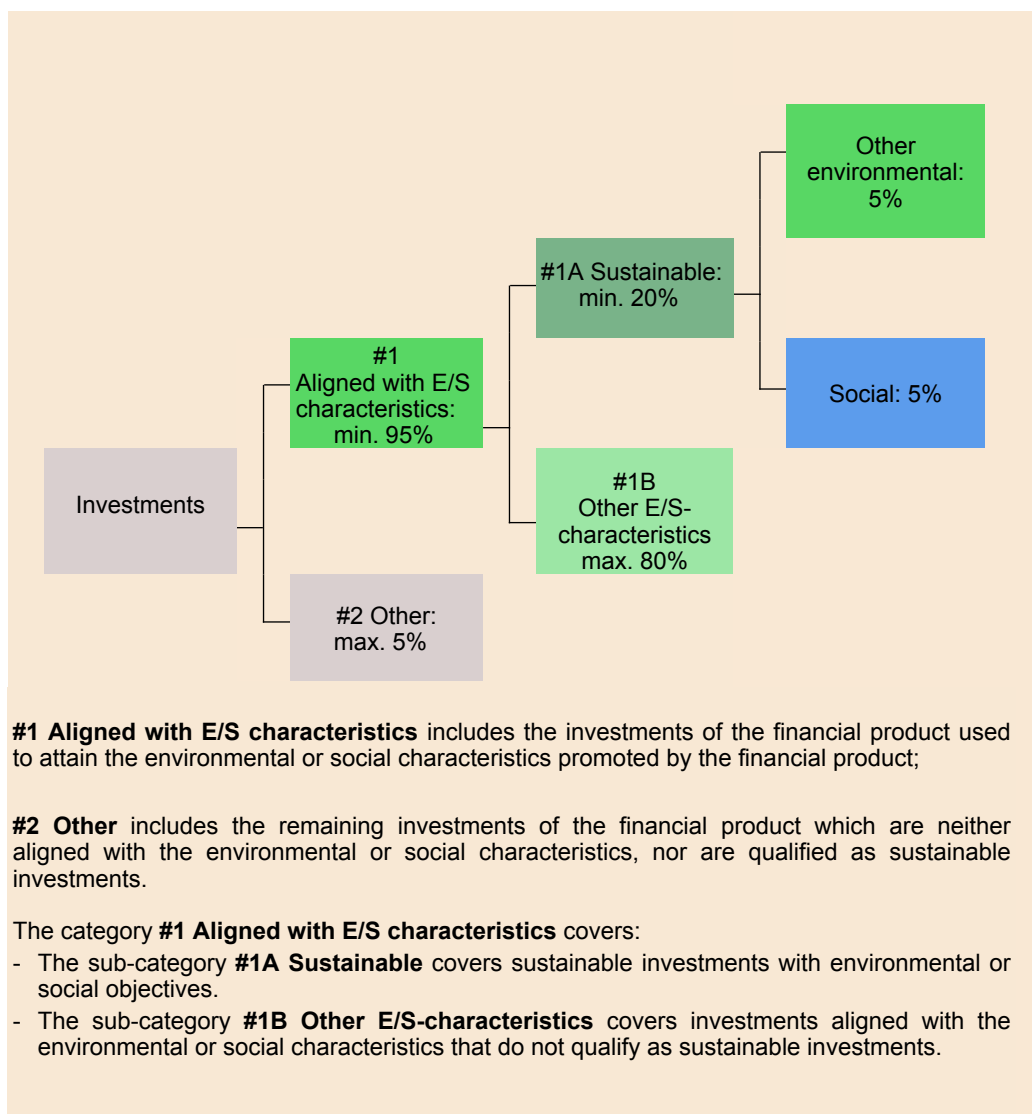 Other
environmental:
5%
#1A Sustainable:
min. 20%
#1
Aligned with E/S
characteristics:
min. 95%
Social: 5%
Investments
#1B
Other E/S-
characteristics
max. 80%
#2 Other:
max. 5%
#1 Aligned with E/S characteristics includes the investments of the financial product used
to attain the environmental or social characteristics promoted by the financial product;
#2 Other includes the remaining investments of the financial product which are neither
aligned with the environmental or social characteristics, nor are qualified as sustainable
investments.
The category #1 Aligned with E/S characteristics covers:
- The sub-category #1A Sustainable covers sustainable investments with environmental or
social objectives.
- The sub-category #1B Other E/S-characteristics covers investments aligned with the
environmental or social characteristics that do not qualify as sustainable investments.